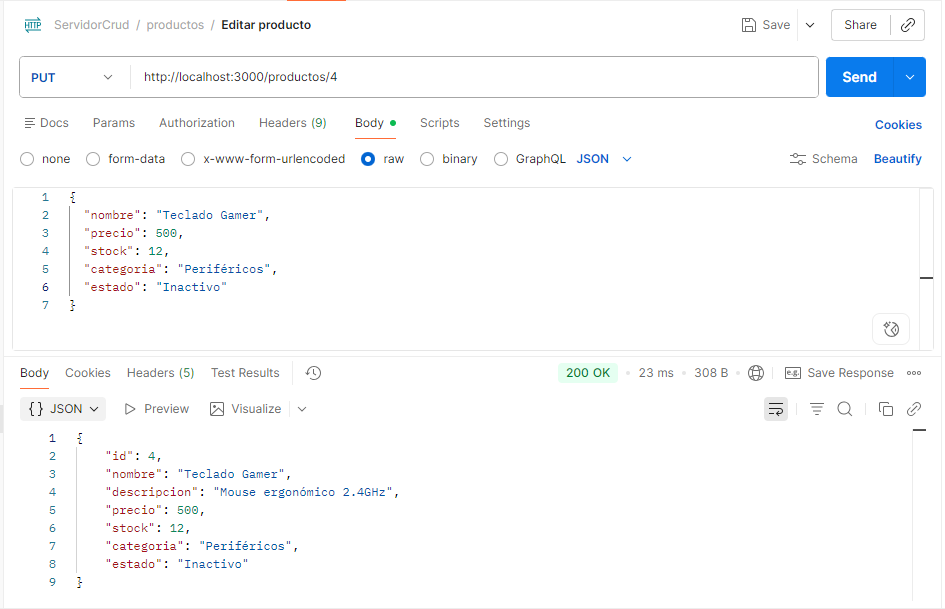 HTTP ServidorCrud / productos / Editar producto Save Share
PUT http://localhost:3000/productos/4 Send
Docs Params Authorization Headers (9) Body Scripts Settings Cookies
none form-data x-www-form-urlencoded raw binary GraphQL JSON Schema Beautify
1 {
2 "nombre": "Teclado Gamer",
3 "precio": 500,
4 "stock": 12,
5 "categoria": "Periféricos",
6 "estado": "Inactivo"
7 }
Body Cookies Headers (5) Test Results 200 OK • 23 ms • 308 B • e.g. Save Response
{} JSON Preview Visualize
1 {
2 "id": 4,
3 "nombre": "Teclado Gamer",
4 "descripcion": "Mouse ergonómico 2.4GHz",
5 "precio": 500,
6 "stock": 12,
7 "categoria": "Periféricos",
8 "estado": "Inactivo"
9 }